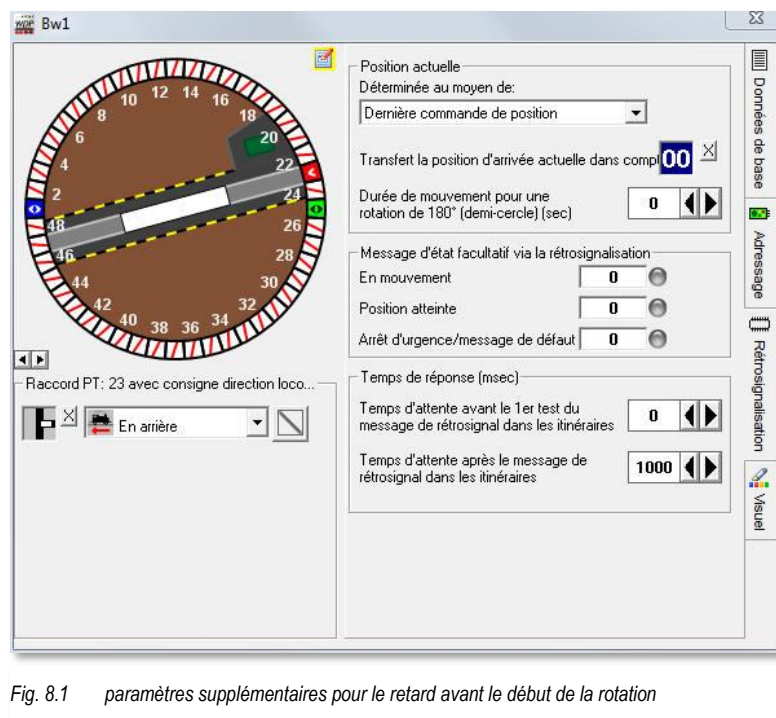 WDP Bw1
2
4
6
8
10
12
14
16
18
20
22
24
26
28
30
32
34
36
38
40
42
44
46
48
Raccord PT: 23 avec consigne direction loco...
X
En arrière
Position actuelle
Déterminée au moyen de:
Dernière commande de position
Transfert la position d'arrivée actuelle dans compl 00 X
Durée de mouvement pour une
rotation de 180° (demi-cercle) (sec)
0
Message d'état facultatif via la rétrosignalisation
En mouvement 0
Position atteinte 0
Arrêt d'urgence/message de défaut 0
Temps de réponse (msec)
Temps d'attente avant le 1er test du
message de rétrosignal dans les itinéraires
0
Temps d'attente après le message de
rétrosignal dans les itinéraires
1000
Données de base
Adressage
Rétrosignalisation
Visuel
Fig. 8.1 paramètres supplémentaires pour le retard avant le début de la rotation